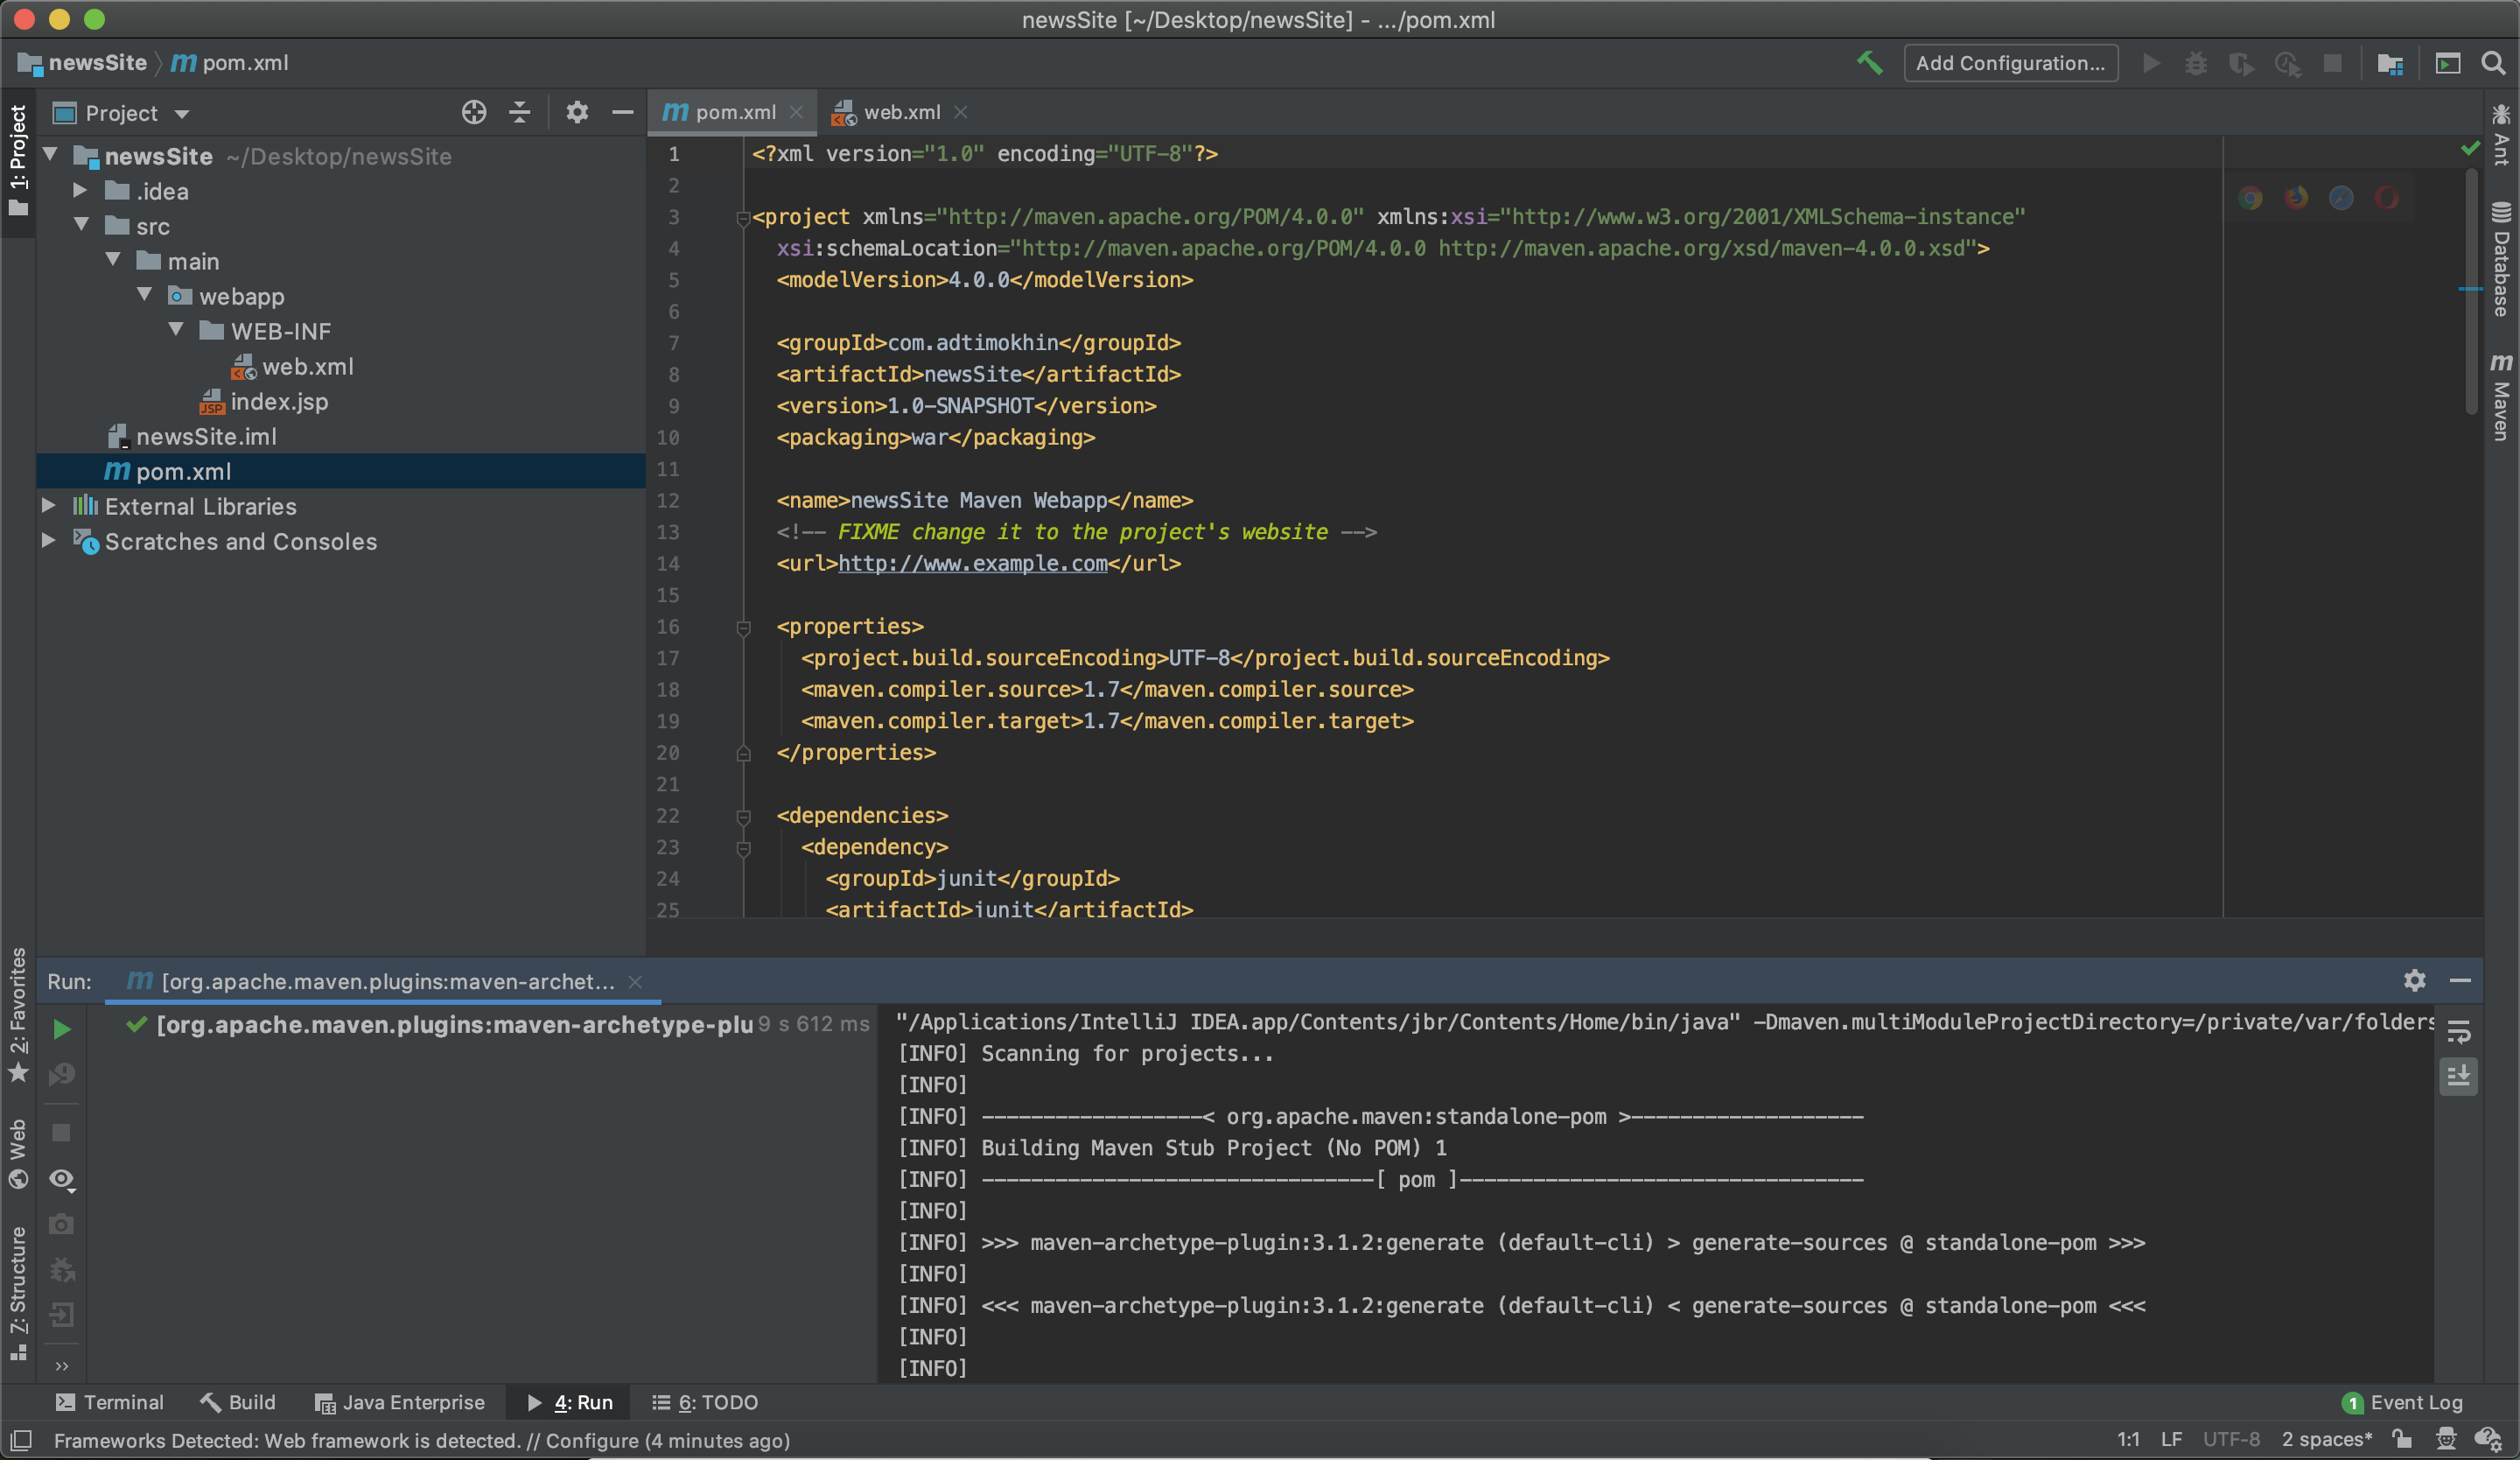 newsSite [~/Desktop/newsSite] - .../pom.xml
newsSite
pom.xml
Add Configuration...
1: Project
Project
pom.xml
web.xml
newsSite ~/Desktop/newsSite
.idea
src
main
webapp
WEB-INF
web.xml
index.jsp
JSP
newsSite.iml
pom.xml
External Libraries
Scratches and Consoles
1 <?xml version="1.0" encoding="UTF-8"?>
2
3 <project xmlns="http://maven.apache.org/POM/4.0.0" xmlns:xsi="http://www.w3.org/2001/XMLSchema-instance"
4 xsi:schemaLocation="http://maven.apache.org/POM/4.0.0 http://maven.apache.org/xsd/maven-4.0.0.xsd">
5 <modelVersion>4.0.0</modelVersion>
6
7 <groupId>com.adtimokhin</groupId>
8 <artifactId>newsSite</artifactId>
9 <version>1.0-SNAPSHOT</version>
10 <packaging>war</packaging>
11
12 <name>newsSite Maven Webapp</name>
13 <!-- FIXME change it to the project's website -->
14 <url>http://www.example.com</url>
15
16 <properties>
17 <project.build.sourceEncoding>UTF-8</project.build.sourceEncoding>
18 <maven.compiler.source>1.7</maven.compiler.source>
19 <maven.compiler.target>1.7</maven.compiler.target>
20 </properties>
21
22 <dependencies>
23 <dependency>
24 <groupId>junit</groupId>
25 <artifactId>junit</artifactId>
Ant
Database
Maven
2: Favorites
Web
Z: Structure
Run:
[org.apache.maven.plugins:maven-archet...
[org.apache.maven.plugins:maven-archetype-plu 9 s 612 ms
"/Applications/IntelliJ IDEA.app/Contents/jbr/Contents/Home/bin/java" -Dmaven.multiModuleProjectDirectory=/private/var/folders
[INFO] Scanning for projects...
[INFO]
[INFO] ------------------< org.apache.maven:standalone-pom >-------------------
[INFO] Building Maven Stub Project (No POM) 1
[INFO] --------------------------------[ pom ]---------------------------------
[INFO]
[INFO] >>> maven-archetype-plugin:3.1.2:generate (default-cli) > generate-sources @ standalone-pom >>>
[INFO]
[INFO] <<< maven-archetype-plugin:3.1.2:generate (default-cli) < generate-sources @ standalone-pom <<<
[INFO]
[INFO]
Terminal
Build
Java Enterprise
4: Run
6: TODO
1 Event Log
Frameworks Detected: Web framework is detected. // Configure (4 minutes ago)
1:1 LF UTF-8 2 spaces*